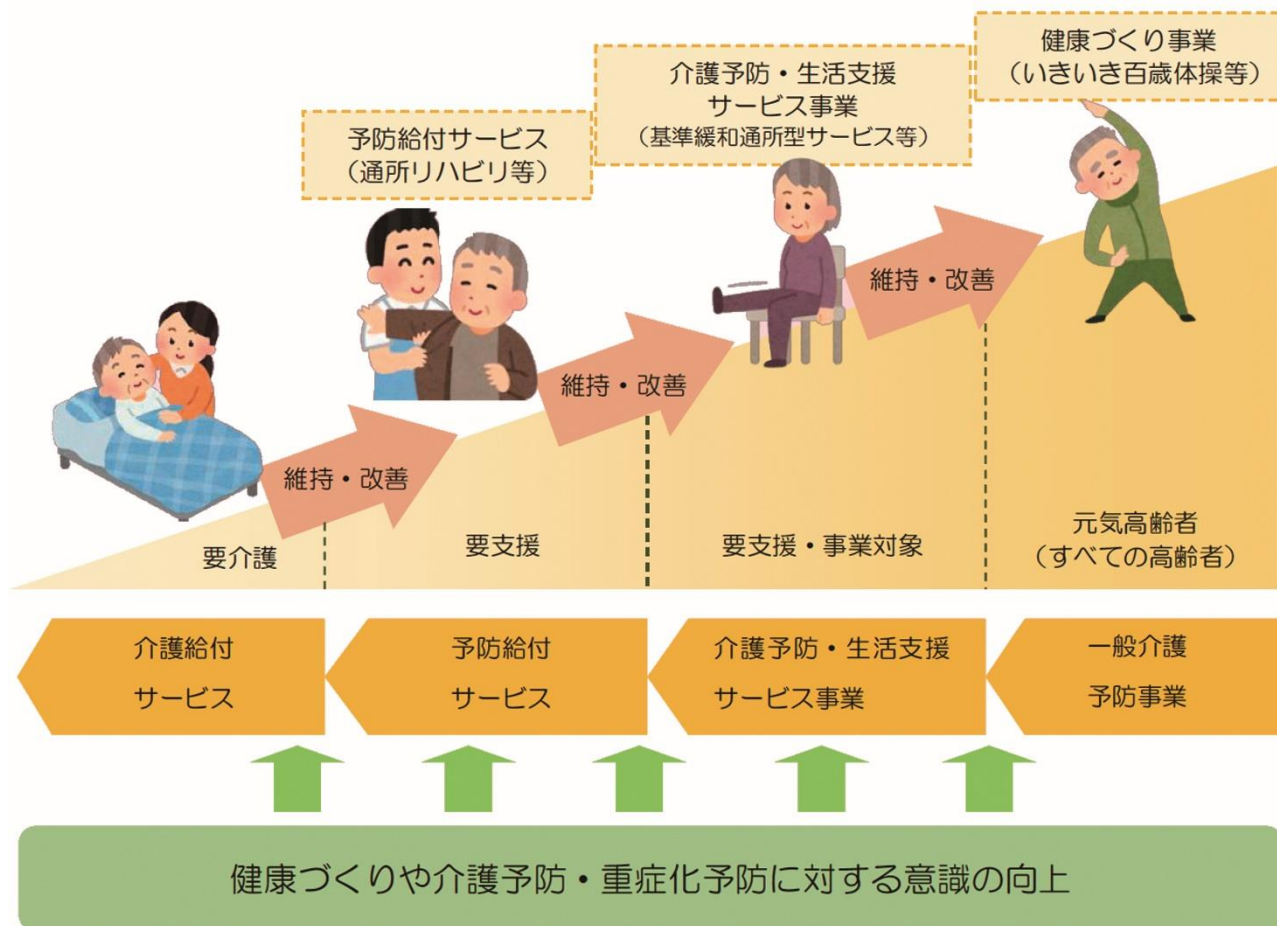 健康づくり事業
（いきいき百歳体操等）
介護予防・生活支援
サービス事業
（基準緩和通所型サービス等）
予防給付サービス
（通所リハビリ等）
維持・改善
維持・改善
維持・改善
要介護
要支援
要支援・事業対象
元気高齢者
（すべての高齢者）
介護給付
サービス
予防給付
サービス
介護予防・生活支援
サービス事業
一般介護
予防事業
健康づくりや介護予防・重症化予防に対する意識の向上